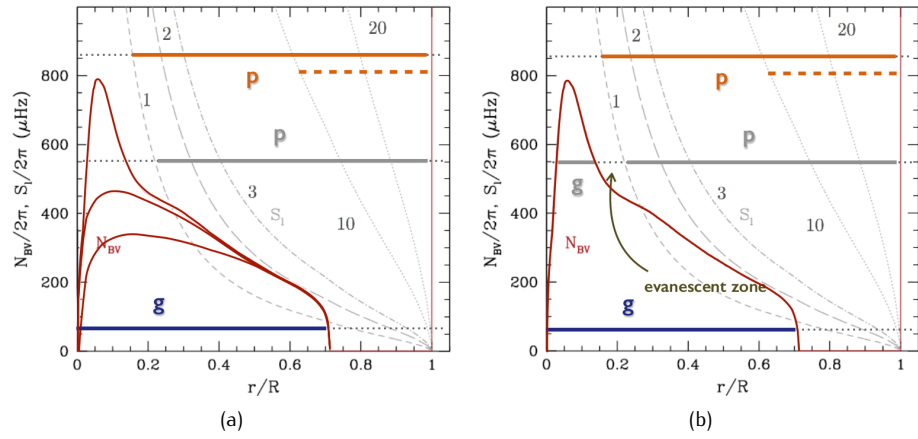 N_BV/2π, S_l/2π (μHz)
800
600
400
200
0
0
0.2
0.4
0.6
0.8
1
r/R
1
2
3
10
20
S_l
N_BV
p
p
g
(a)
N_BV/2π, S_l/2π (μHz)
800
600
400
200
0
0
0.2
0.4
0.6
0.8
1
r/R
1
2
3
10
20
S_l
N_BV
p
p
g
g
evanescent zone
(b)